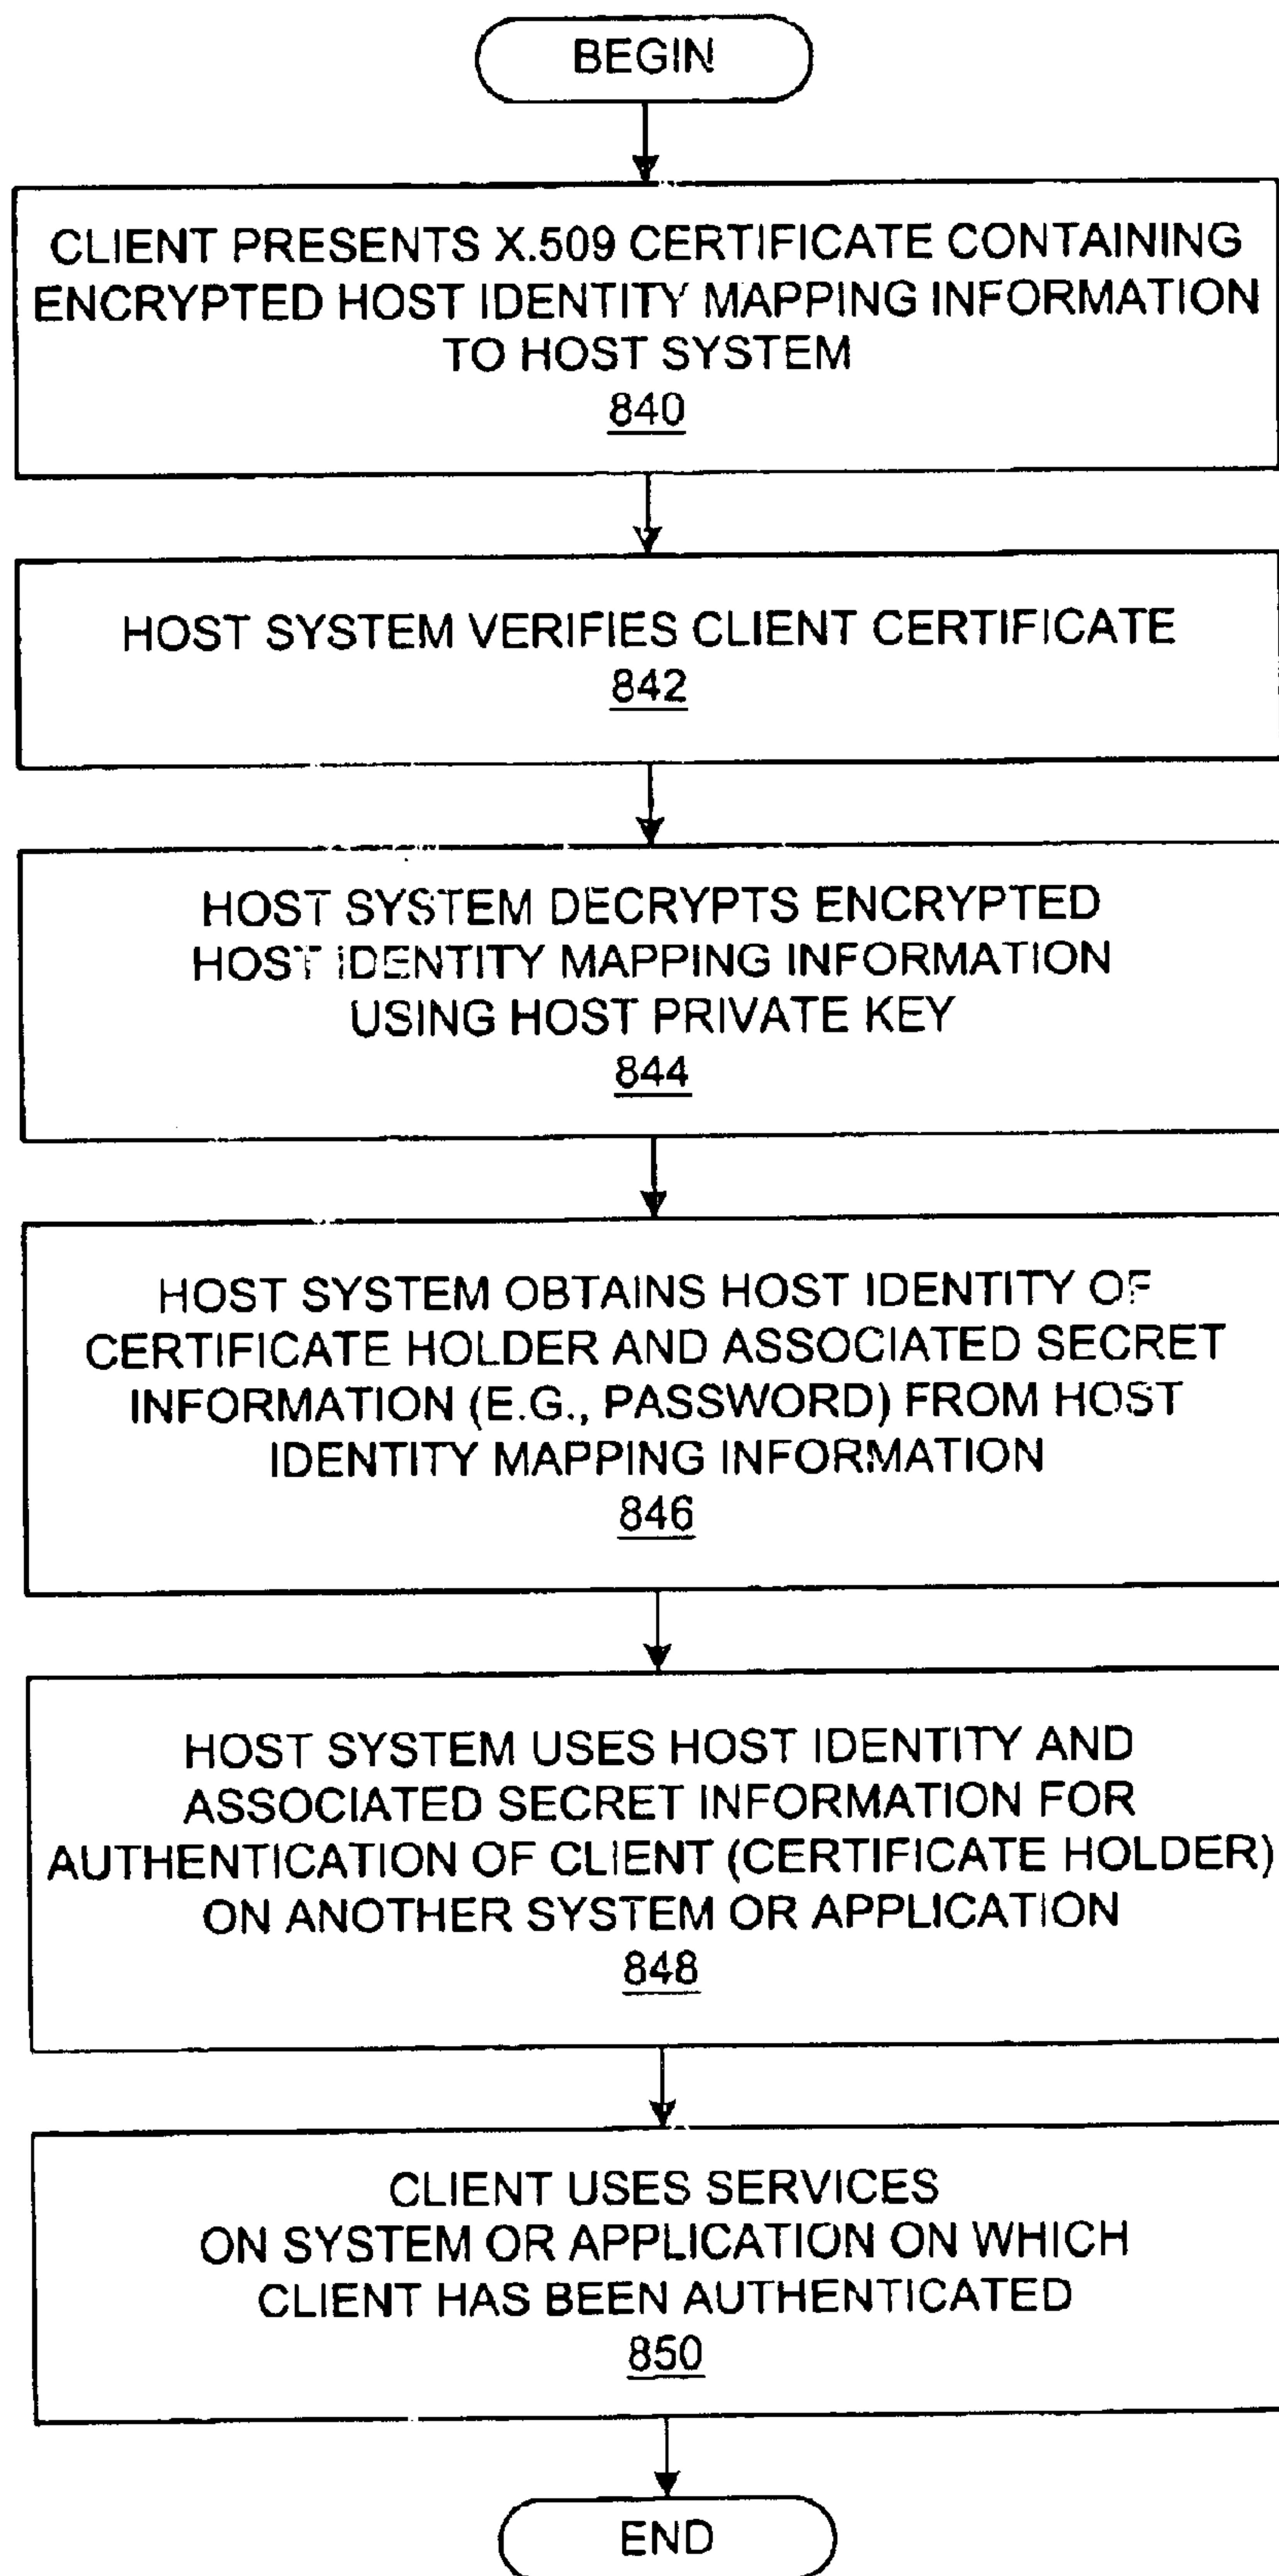 BEGIN
CLIENT PRESENTS X.509 CERTIFICATE CONTAINING
ENCRYPTED HOST IDENTITY MAPPING INFORMATION
TO HOST SYSTEM
840
HOST SYSTEM VERIFIES CLIENT CERTIFICATE
842
HOST SYSTEM DECRYPTS ENCRYPTED
HOST IDENTITY MAPPING INFORMATION
USING HOST PRIVATE KEY
844
HOST SYSTEM OBTAINS HOST IDENTITY OF
CERTIFICATE HOLDER AND ASSOCIATED SECRET
INFORMATION (E.G., PASSWORD) FROM HOST
IDENTITY MAPPING INFORMATION
846
HOST SYSTEM USES HOST IDENTITY AND
ASSOCIATED SECRET INFORMATION FOR
AUTHENTICATION OF CLIENT (CERTIFICATE HOLDER)
ON ANOTHER SYSTEM OR APPLICATION
848
CLIENT USES SERVICES
ON SYSTEM OR APPLICATION ON WHICH
CLIENT HAS BEEN AUTHENTICATED
850
END